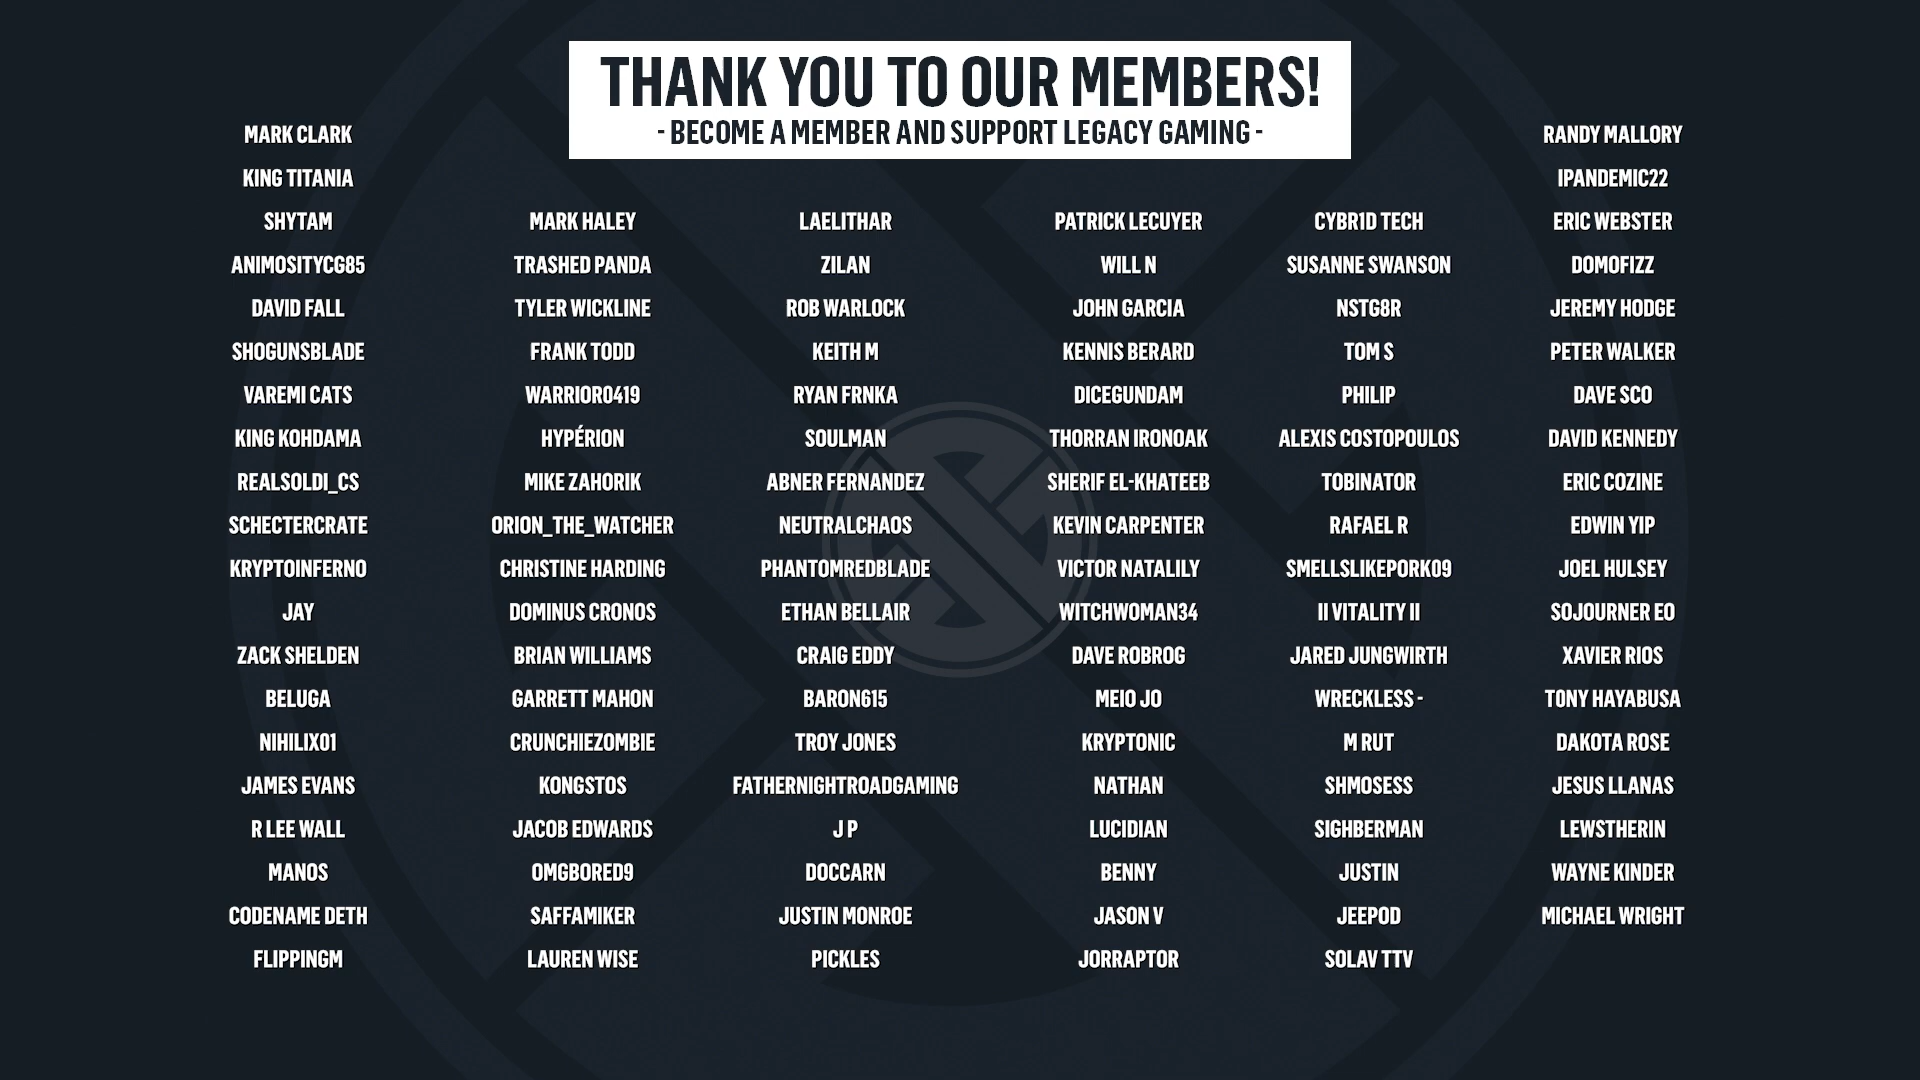 THANK YOU TO OUR MEMBERS!
- BECOME A MEMBER AND SUPPORT LEGACY GAMING -
MARK CLARK
KING TITANIA
SHYTAM
ANIMOSITYCG85
DAVID FALL
SHOGUNSBLADE
VAREMI CATS
KING KOHDAMA
REALSOLDI_CS
SCHECTERCRATE
KRYPTOINFERNO
JAY
ZACK SHELDEN
BELUGA
NIHILIX01
JAMES EVANS
R LEE WALL
MANOS
CODENAME DETH
FLIPPINGM
MARK HALEY
TRASHED PANDA
TYLER WICKLINE
FRANK TODD
WARRIOR0419
HYPÉRION
MIKE ZAHORIK
ORION_THE_WATCHER
CHRISTINE HARDING
DOMINUS CRONOS
BRIAN WILLIAMS
GARRETT MAHON
CRUNCHIEZOMBIE
KONGSTOS
JACOB EDWARDS
OMGBORED9
SAFFAMIKER
LAUREN WISE
LAELITHAR
ZILAN
ROB WARLOCK
KEITH M
RYAN FRNKA
SOULMAN
ABNER FERNANDEZ
NEUTRALCHAOS
PHANTOMREDBLADE
ETHAN BELLAIR
CRAIG EDDY
BARON615
TROY JONES
FATHERNIGHTROADGAMING
J P
DOCCARN
JUSTIN MONROE
PICKLES
PATRICK LECUYER
WILL N
JOHN GARCIA
KENNIS BERARD
DICEGUNDAM
THORRAN IRONOAK
SHERIF EL-KHATEEB
KEVIN CARPENTER
VICTOR NATALILY
WITCHWOMAN34
DAVE ROBROG
MEIO JO
KRYPTONIC
NATHAN
LUCIDIAN
BENNY
JASON V
JORRAPTOR
CYBR1D TECH
SUSANNE SWANSON
NSTG8R
TOM S
PHILIP
ALEXIS COSTOPOULOS
TOBINATOR
RAFAEL R
SMELLSLIKEPORK09
II VITALITY II
JARED JUNGWIRTH
WRECKLESS -
M RUT
SHMOSESS
SIGHBERMAN
JUSTIN
JEEPOD
SOLAV TTV
RANDY MALLORY
IPANDEMIC22
ERIC WEBSTER
DOMOFIZZ
JEREMY HODGE
PETER WALKER
DAVE SCO
DAVID KENNEDY
ERIC COZINE
EDWIN YIP
JOEL HULSEY
SOJOURNER EO
XAVIER RIOS
TONY HAYABUSA
DAKOTA ROSE
JESUS LLANAS
LEWSTHERIN
WAYNE KINDER
MICHAEL WRIGHT